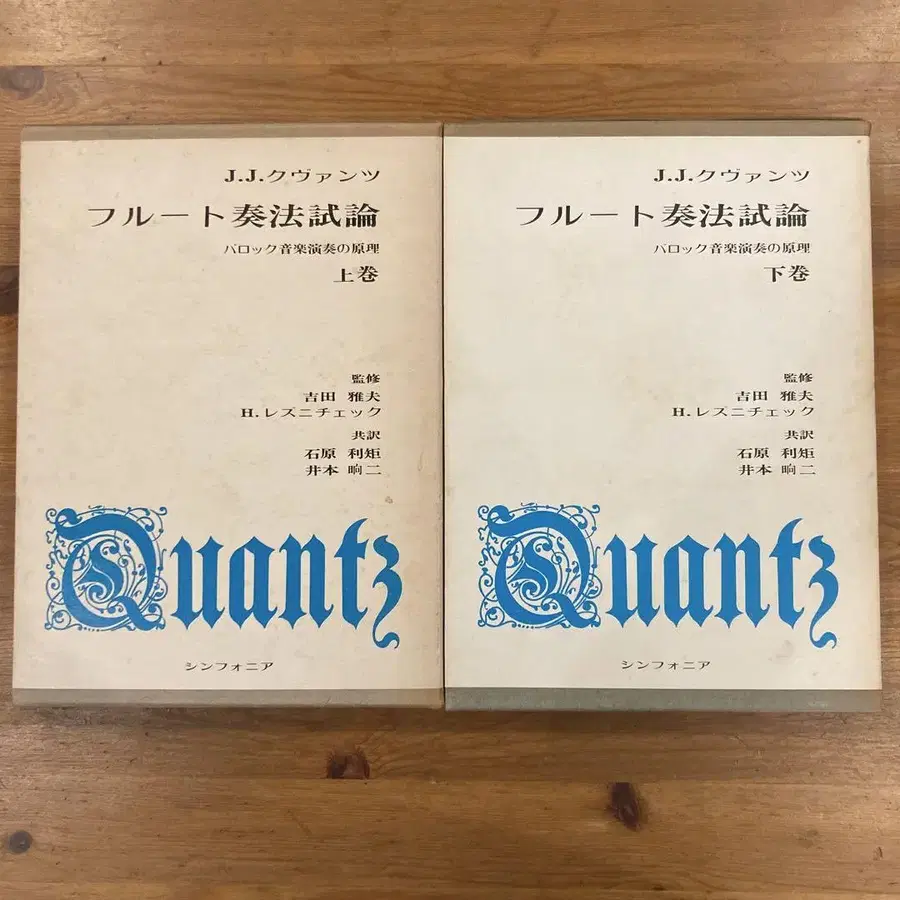 J.J.クヴァンツ
フルート奏法試論
バロック音楽演奏の原理
上巻
監修
吉田 雅夫
H.レズニチェック
共訳
石原 利矩
井本 晌二
Quantz
シンフォニア
J.J.クヴァンツ
フルート奏法試論
バロック音楽演奏の原理
下巻
監修
吉田 雅夫
H.レズニチェック
共訳
石原 利矩
井本 晌二
Quantz
シンフォニア